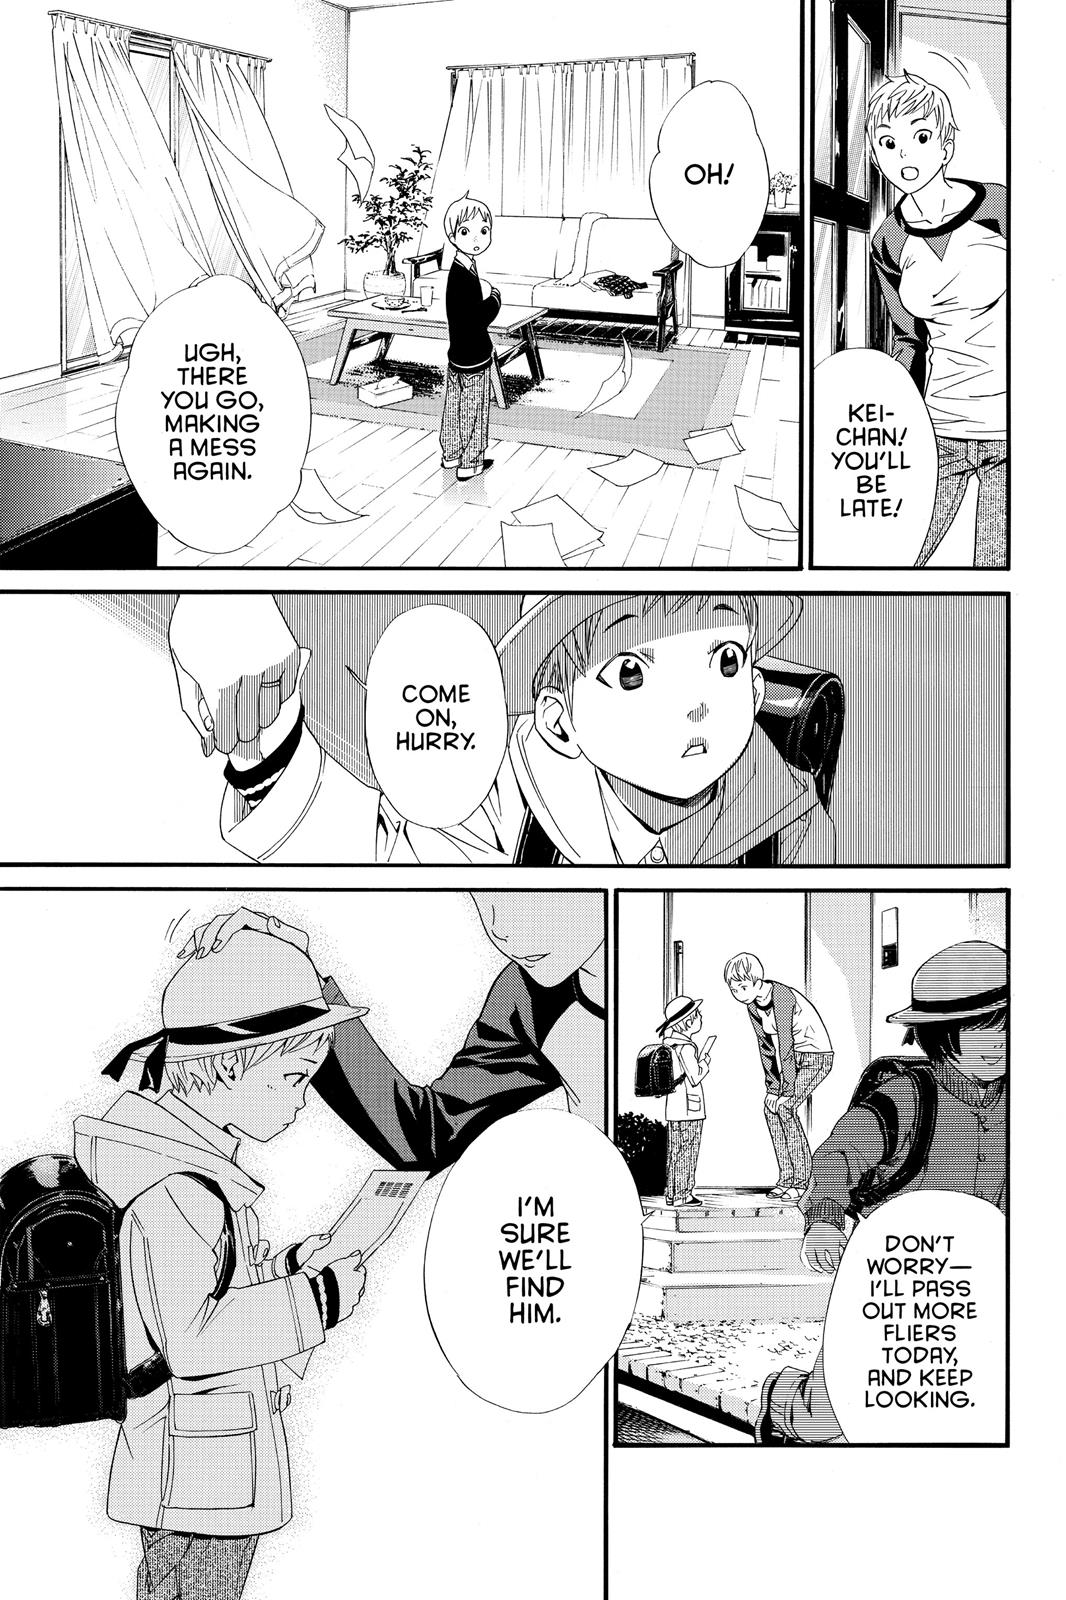 KEI-
CHAN!
YOU'LL
BE
LATE!
OH!
UGH,
THERE
YOU GO,
MAKING
A MESS
AGAIN.
COME
ON,
HURRY.
DON'T
WORRY—
I'LL PASS
OUT MORE
FLIERS
TODAY,
AND KEEP
LOOKING.
I'M
SURE
WE'LL
FIND
HIM.